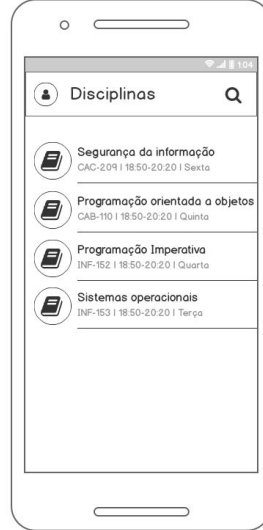 1:04
Disciplinas
Segurança da informação
CAC-209 | 18:50-20:20 | Sexta
Programação orientada a objetos
CAB-110 | 18:50-20:20 | Quinta
Programação Imperativa
INF-152 | 18:50-20:20 | Quarta
Sistemas operacionais
INF-153 | 18:50-20:20 | Terça